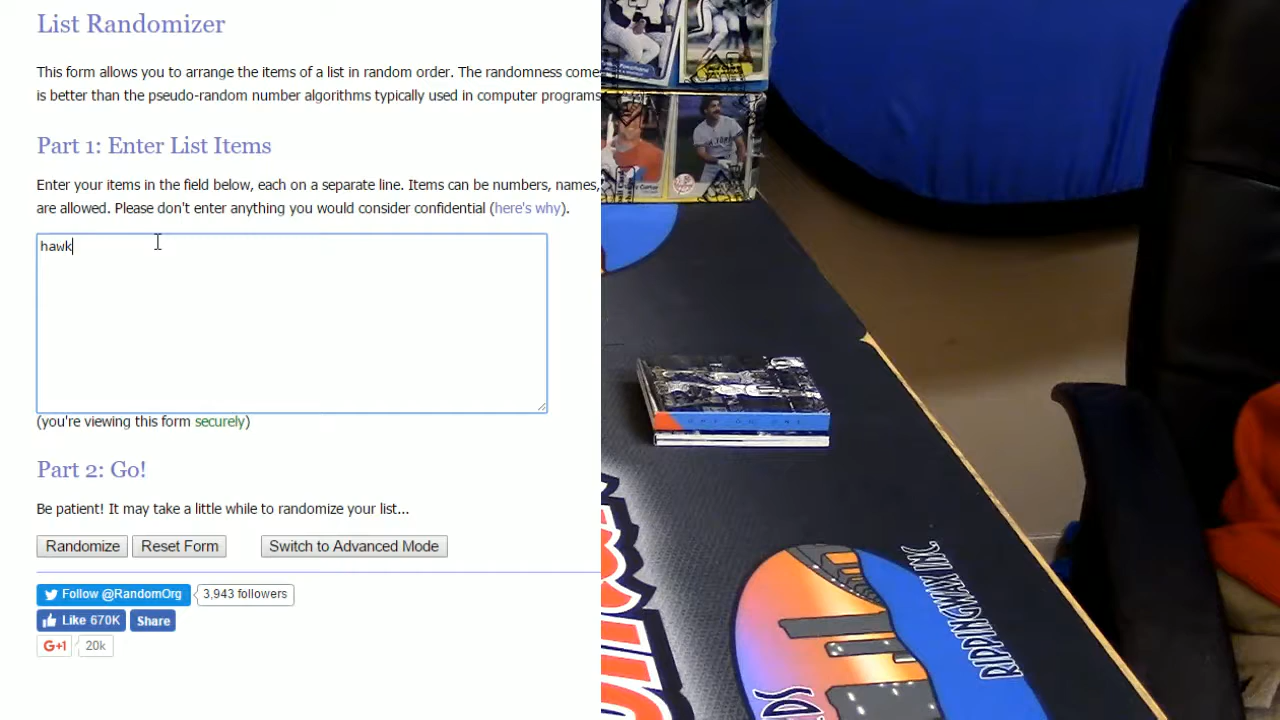 List Randomizer
This form allows you to arrange the items of a list in random order. The randomness come
is better than the pseudo-random number algorithms typically used in computer programs
Part 1: Enter List Items
Enter your items in the field below, each on a separate line. Items can be numbers, names,
are allowed. Please don't enter anything you would consider confidential (here's why).
hawk
(you're viewing this form securely)
Part 2: Go!
Be patient! It may take a little while to randomize your list...
Randomize Reset Form Switch to Advanced Mode
Follow @RandomOrg 3,943 followers
Like 670K Share
G+1 20k
RIPPINGWAX INC.